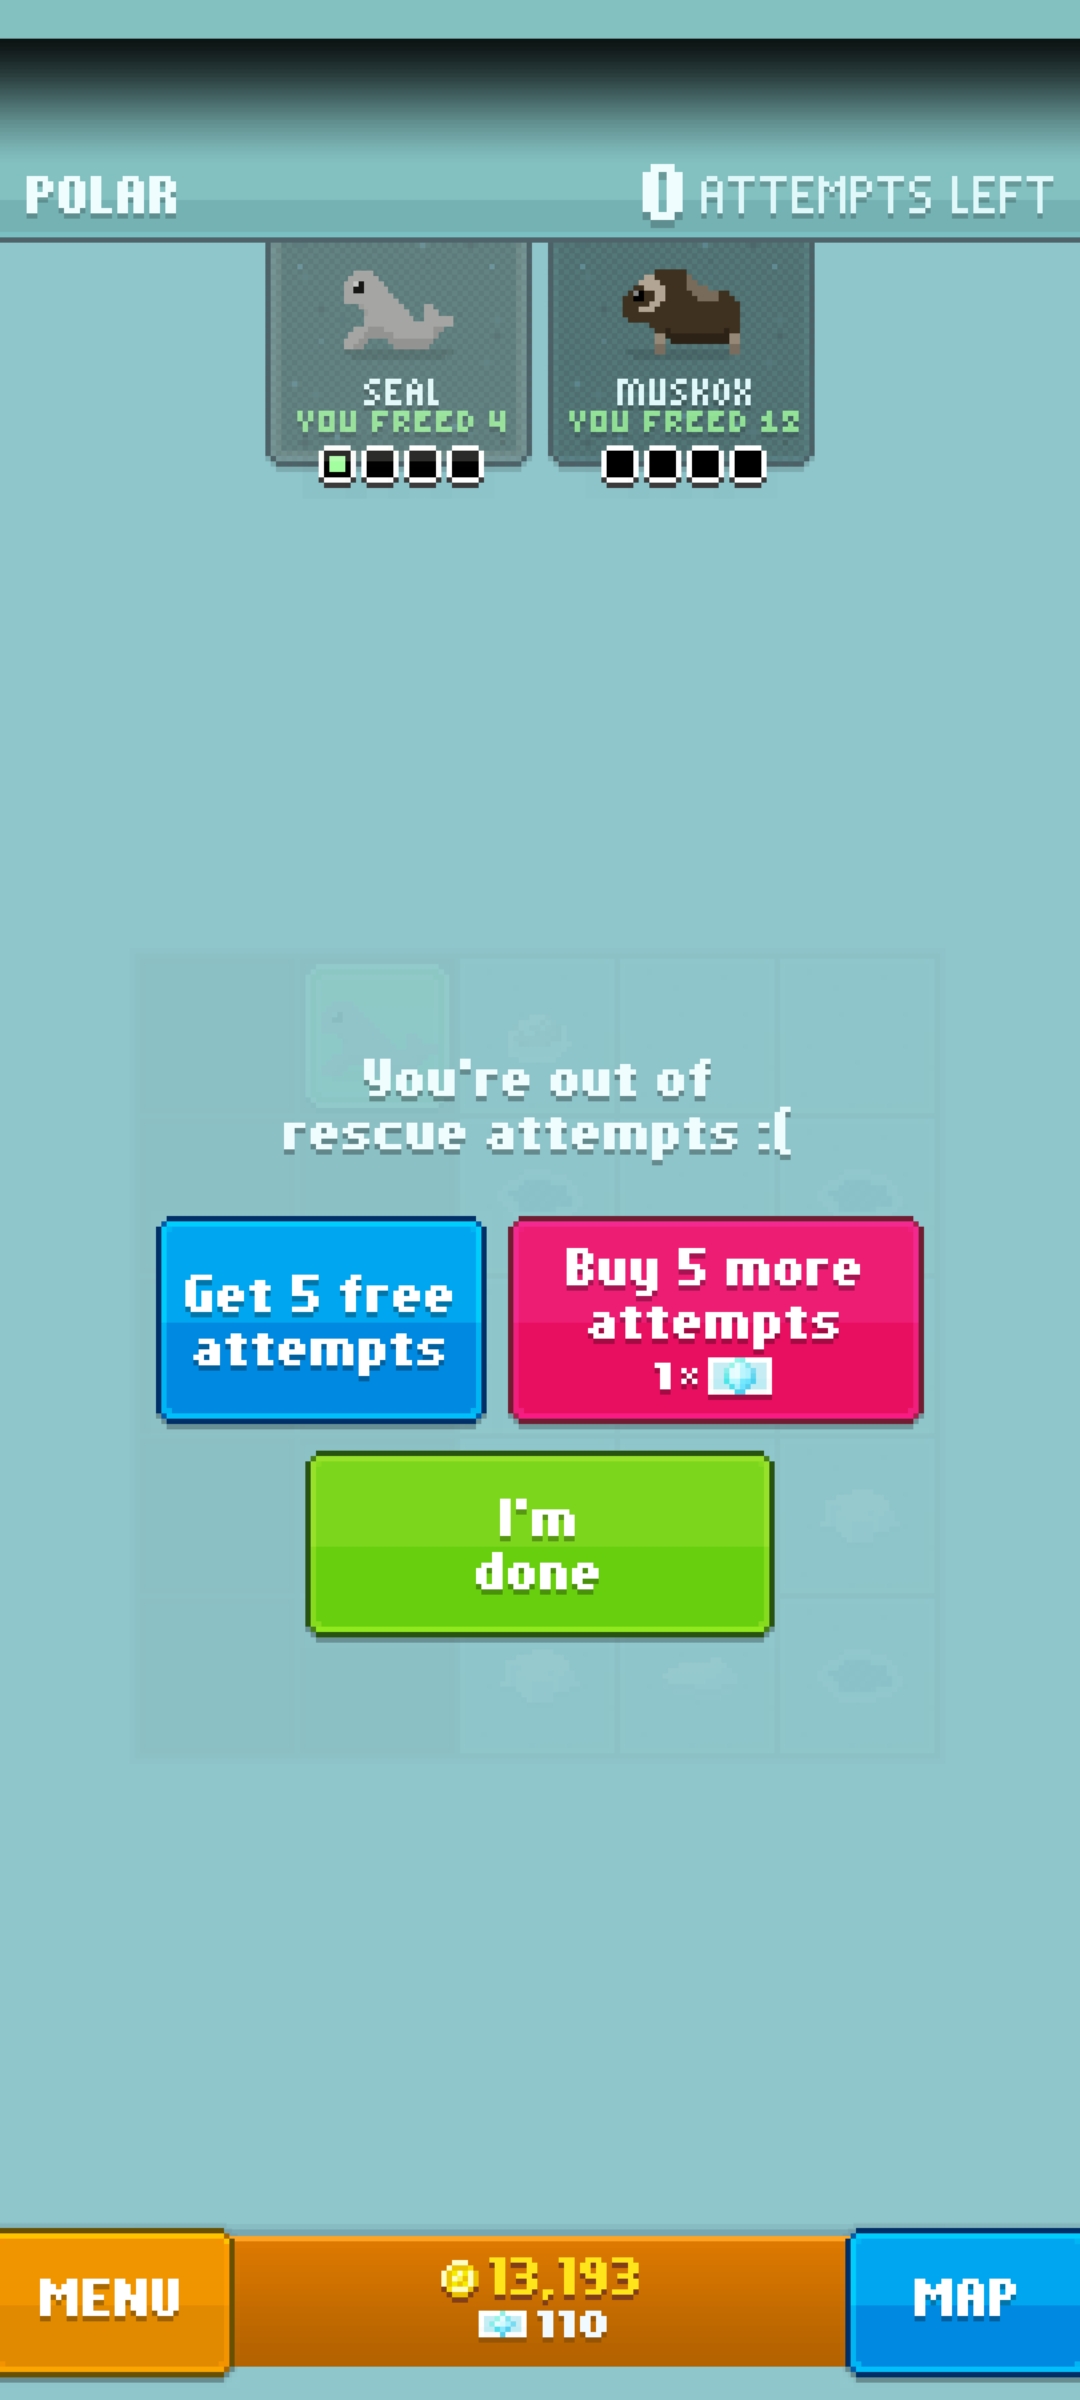 POLAR
0 ATTEMPTS LEFT
SEAL
YOU FREED 4
MUSKOX
YOU FREED 12
You're out of
rescue attempts :(
Get 5 free
attempts
Buy 5 more
attempts
1×
I'm
done
MENU
13,193
110
MAP